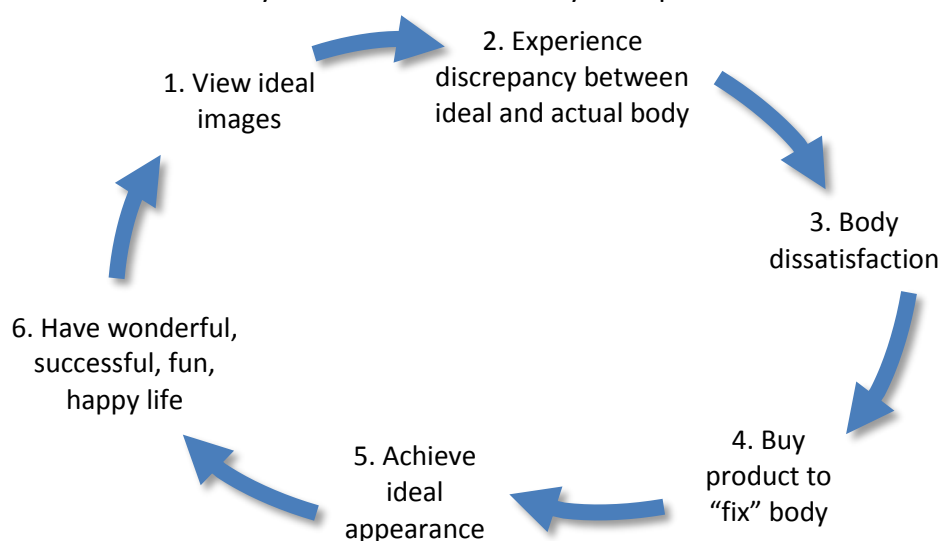 1. View ideal
images
2. Experience
discrepancy between
ideal and actual body
3. Body
dissatisfaction
4. Buy
product to
“fix” body
5. Achieve
ideal
appearance
6. Have wonderful,
successful, fun,
happy life